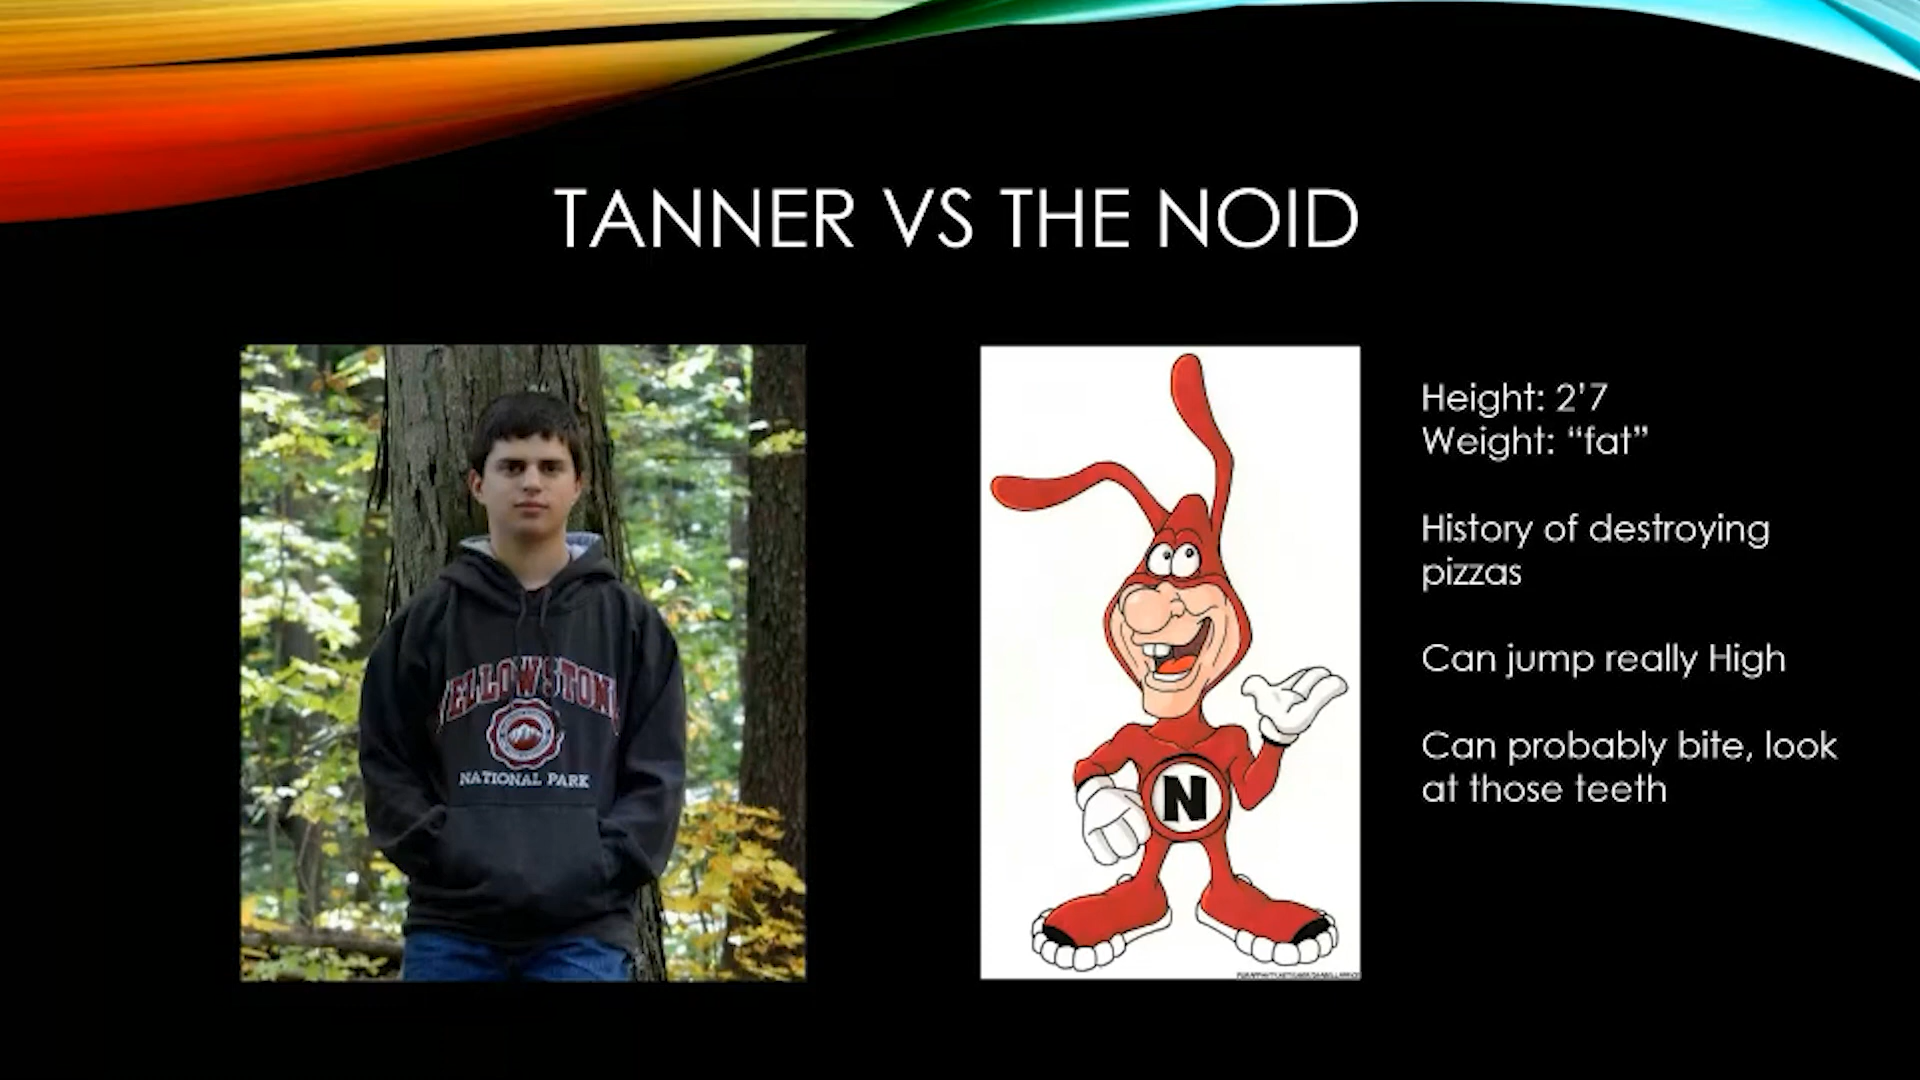 TANNER VS THE NOID
YELLOWSTONE
NATIONAL PARK
N
Height: 2'7
Weight: “fat”
History of destroying
pizzas
Can jump really High
Can probably bite, look
at those teeth